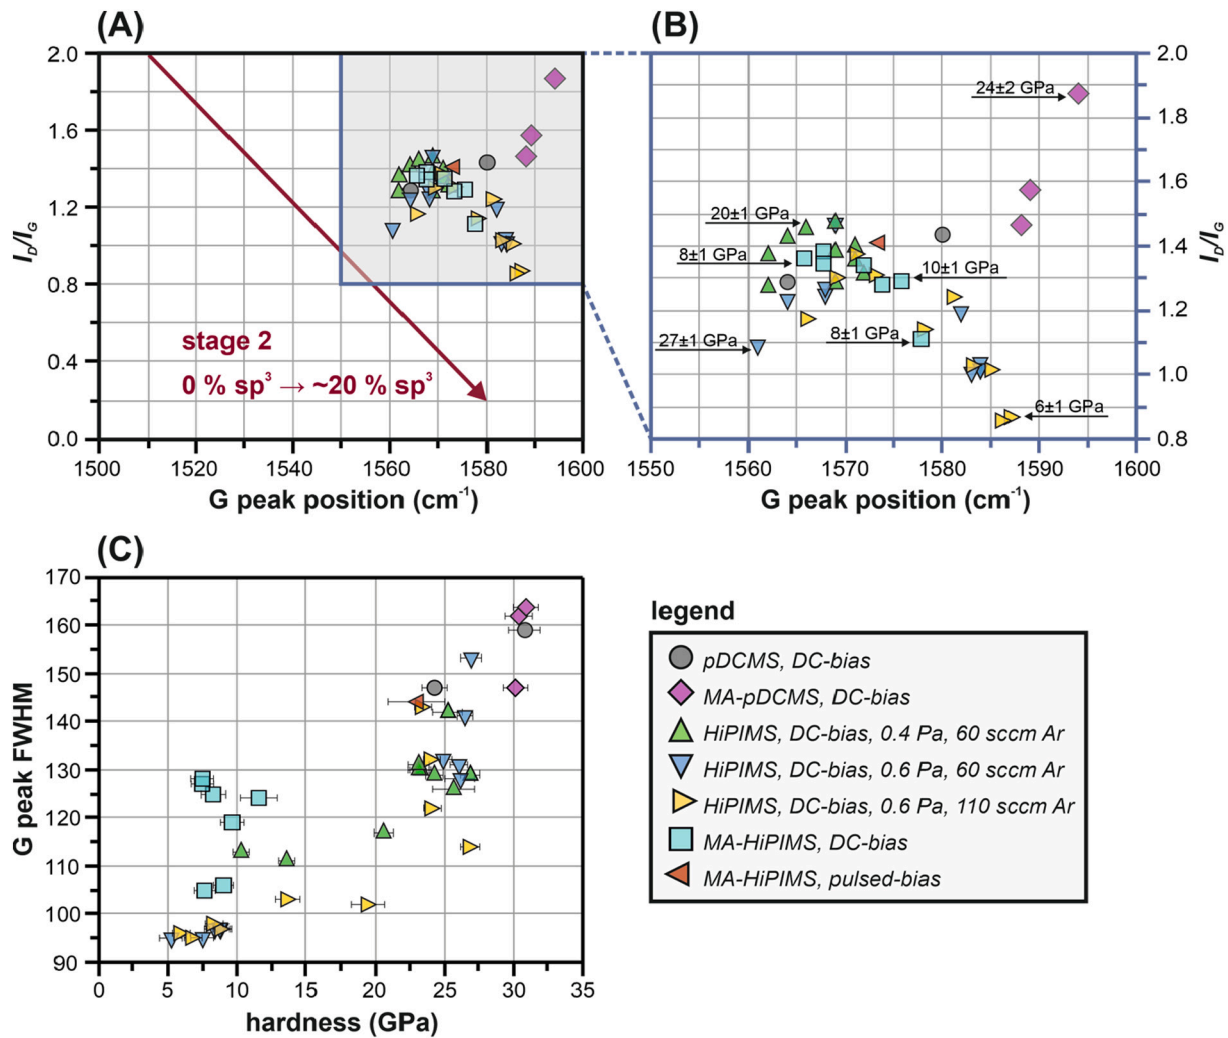 (A)
2.0
1.6
1.2
0.8
0.4
0.0
I_D/I_G
stage 2
0 % sp³ → ~20 % sp³
1500 1520 1540 1560 1580 1600
G peak position (cm⁻¹)
(B)
2.0
1.8
1.6
1.4
1.2
1.0
0.8
I_D/I_G
24±2 GPa
20±1 GPa
8±1 GPa
10±1 GPa
27±1 GPa
8±1 GPa
6±1 GPa
1550 1560 1570 1580 1590 1600
G peak position (cm⁻¹)
(C)
170
160
150
140
130
120
110
100
90
G peak FWHM
0 5 10 15 20 25 30 35
hardness (GPa)
legend
pDCMS, DC-bias
MA-pDCMS, DC-bias
HiPIMS, DC-bias, 0.4 Pa, 60 sccm Ar
HiPIMS, DC-bias, 0.6 Pa, 60 sccm Ar
HiPIMS, DC-bias, 0.6 Pa, 110 sccm Ar
MA-HiPIMS, DC-bias
MA-HiPIMS, pulsed-bias